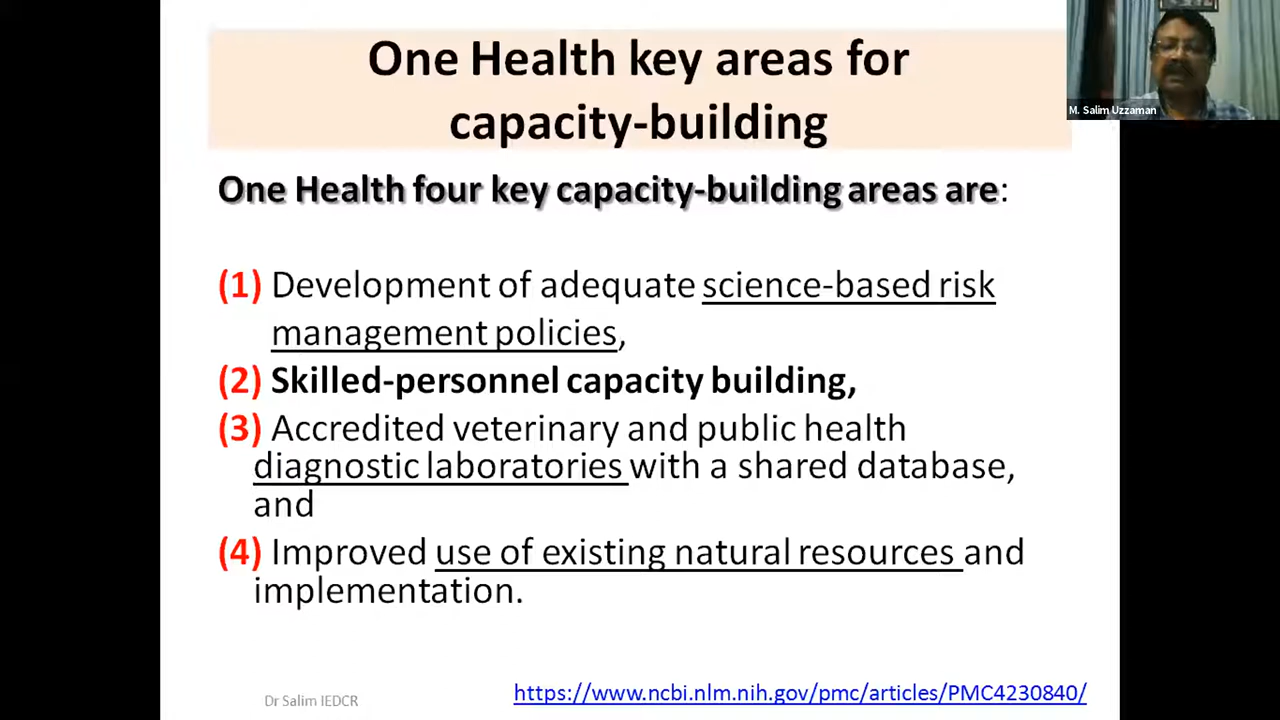 One Health key areas for
capacity-building
M. Salim Uzzaman
One Health four key capacity-building areas are:
(1) Development of adequate science-based risk
management policies,
(2) Skilled-personnel capacity building,
(3) Accredited veterinary and public health
diagnostic laboratories with a shared database,
and
(4) Improved use of existing natural resources and
implementation.
Dr Salim IEDCR
https://www.ncbi.nlm.nih.gov/pmc/articles/PMC4230840/